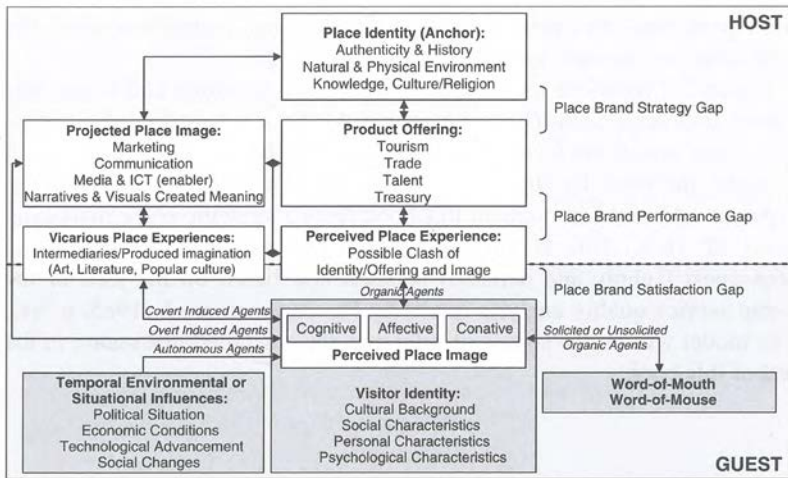 HOST
Place Identity (Anchor):
Authenticity & History
Natural & Physical Environment
Knowledge, Culture/Religion
Place Brand Strategy Gap
Projected Place Image:
Marketing
Communication
Media & ICT (enabler)
Narratives & Visuals Created Meaning
Product Offering:
Tourism
Trade
Talent
Treasury
Place Brand Performance Gap
Vicarious Place Experiences:
Intermediaries/Produced imagination
(Art, Literature, Popular culture)
Perceived Place Experience:
Possible Clash of
Identity/Offering and Image
Place Brand Satisfaction Gap
Organic Agents
Covert Induced Agents
Overt Induced Agents
Autonomous Agents
Cognitive
Affective
Conative
Perceived Place Image
Solicited or Unsolicited
Organic Agents
Temporal Environmental or
Situational Influences:
Political Situation
Economic Conditions
Technological Advancement
Social Changes
Visitor Identity:
Cultural Background
Social Characteristics
Personal Characteristics
Psychological Characteristics
Word-of-Mouth
Word-of-Mouse
GUEST